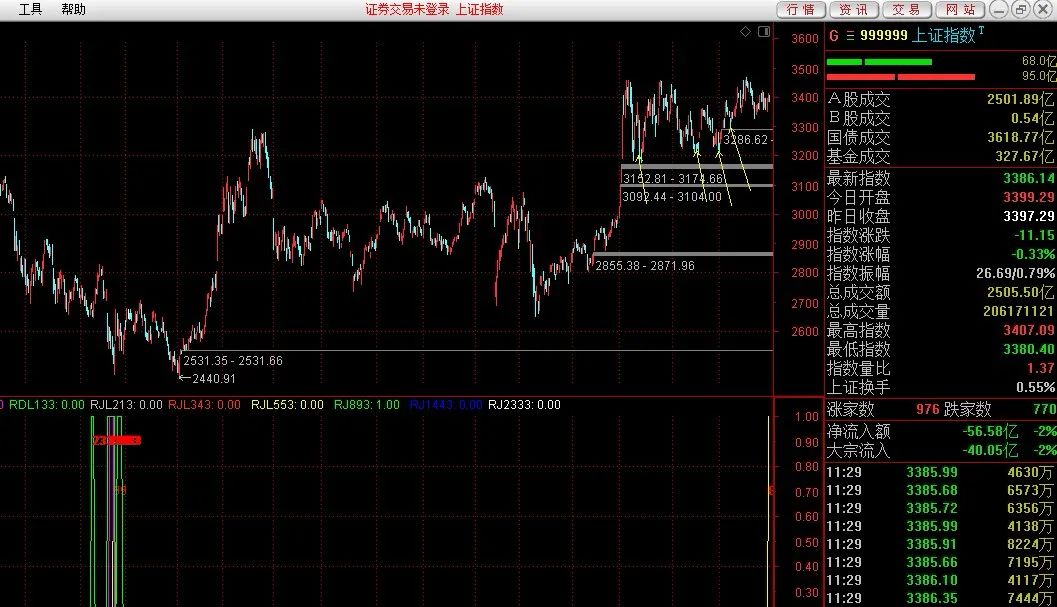 工具 帮助 证券交易未登录 上证指数 行情 资讯 交易 网站
G 999999 上证指数 T
68.0亿
95.0亿
A股成交 2501.89亿
B股成交 0.54亿
国债成交 3618.77亿
基金成交 327.67亿
最新指数 3386.14
今日开盘 3399.29
昨日收盘 3397.29
指数涨跌 -11.15
指数涨幅 -0.33%
指数振幅 26.69/0.79%
总成交额 2505.50亿
总成交量 206171121
最高指数 3407.09
最低指数 3380.40
指数量比 1.37
上证换手 0.55%
涨家数 976 跌家数 770
净流入额 -56.58亿 -2%
大宗流入 -40.05亿 -2%
11:29 3385.99 4630万
11:29 3385.68 6573万
11:29 3385.72 6356万
11:29 3385.99 4138万
11:29 3385.91 8224万
11:29 3385.66 7195万
11:29 3386.10 4117万
11:29 3386.35 7444万
3600
3500
3400
3300
3200
3100
3000
2900
2800
2700
2600
3286.62 -
3152.81 - 3174.66
3092.44 - 3104.00
2855.38 - 2871.96
2531.35 - 2531.66
2440.91
0 RDL133: 0.00 RJL213: 0.00 RJL343: 0.00 RJL553: 0.00 RJ893: 1.00 RJ1443: 0.00 RJ2333: 0.00
1.00
0.90
0.80
0.70
0.60
0.50
0.40
0.30